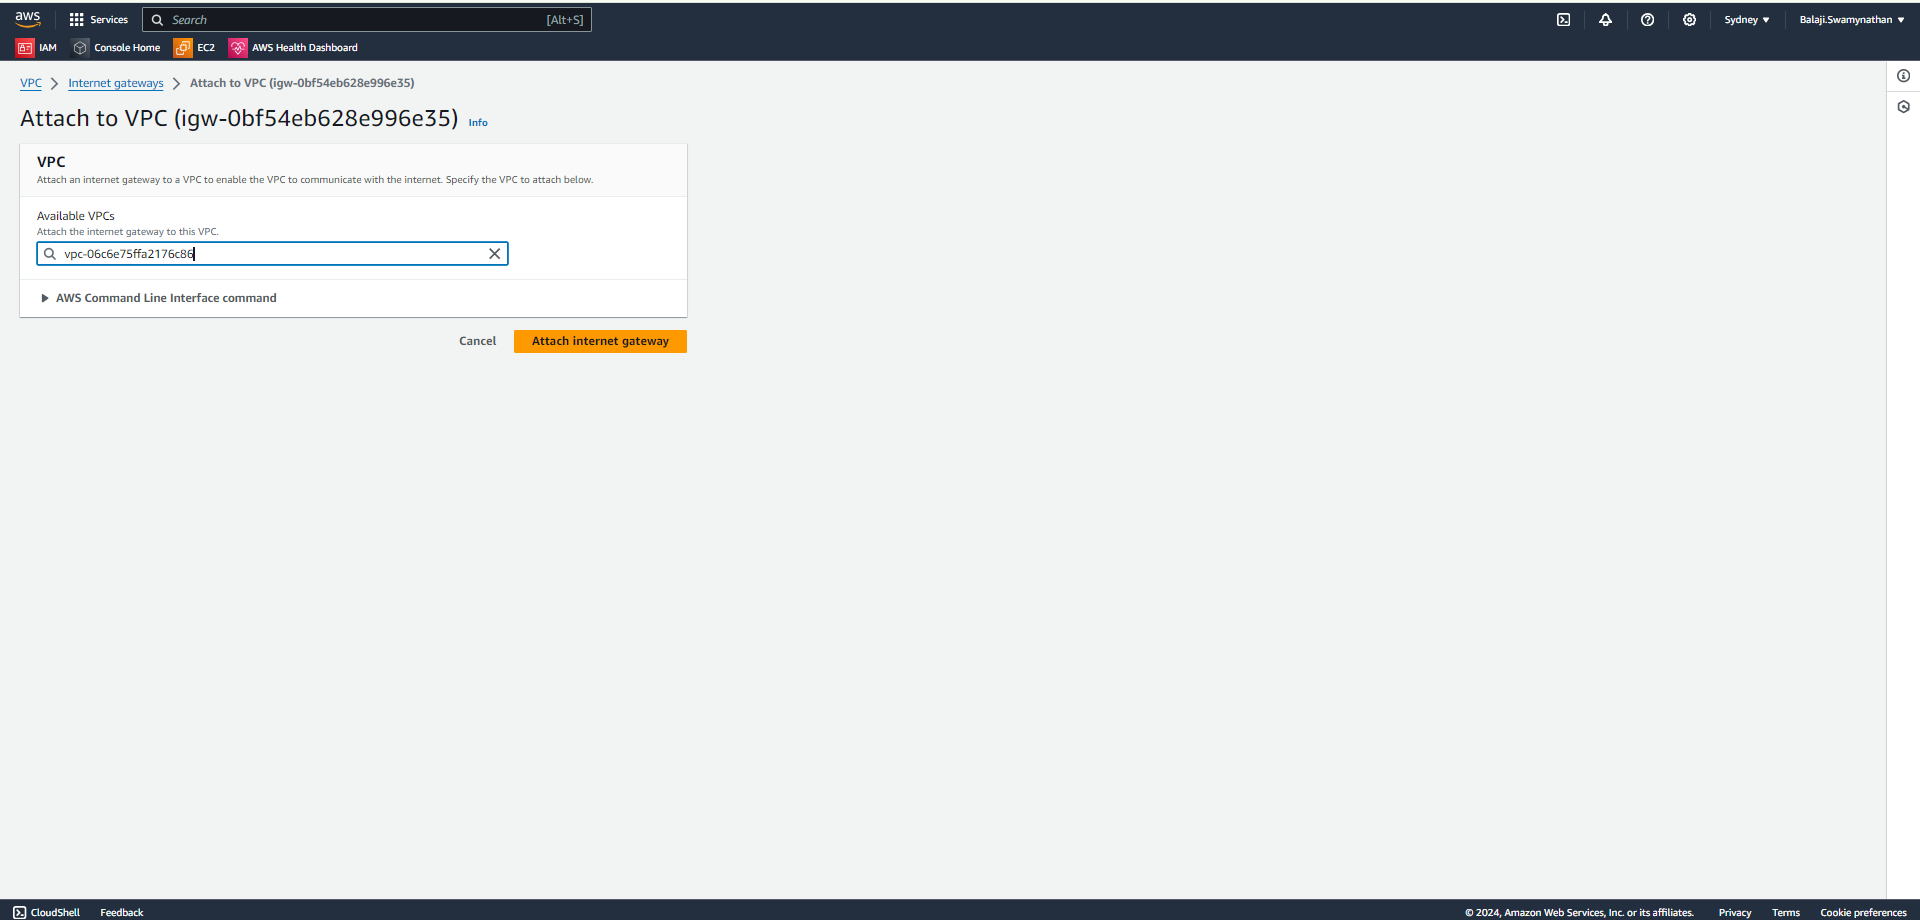 aws Services Search [Alt+S] Sydney Balaji.Swamynathan
IAM Console Home EC2 AWS Health Dashboard
VPC Internet gateways Attach to VPC (igw-0bf54eb628e996e35)
Attach to VPC (igw-0bf54eb628e996e35) Info
VPC
Attach an internet gateway to a VPC to enable the VPC to communicate with the internet. Specify the VPC to attach below.
Available VPCs
Attach the internet gateway to this VPC.
vpc-06c6e75ffa2176c86
AWS Command Line Interface command
Cancel Attach internet gateway
CloudShell Feedback © 2024, Amazon Web Services, Inc. or its affiliates. Privacy Terms Cookie preferences